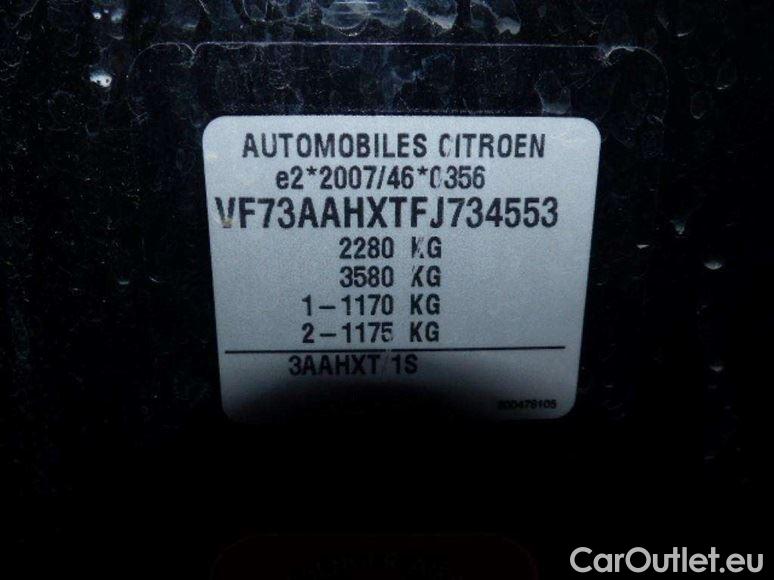 AUTOMOBILES CITROEN
e2*2007/46*0356
VF73AAHXTFJ734553
2280 KG
3580 KG
1-1170 KG
2-1175 KG
3AAHXT/1S
CarOutlet.eu